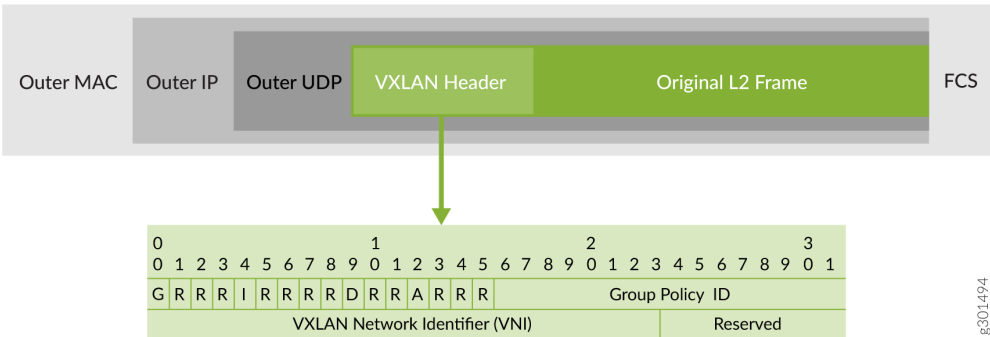 Outer MAC Outer IP Outer UDP VXLAN Header Original L2 Frame FCS
0 1 2 3
0 1 2 3 4 5 6 7 8 9 0 1 2 3 4 5 6 7 8 9 0 1 2 3 4 5 6 7 8 9 0 1
G R R R I R R R R D R R A R R R Group Policy ID
VXLAN Network Identifier (VNI) Reserved
g301494